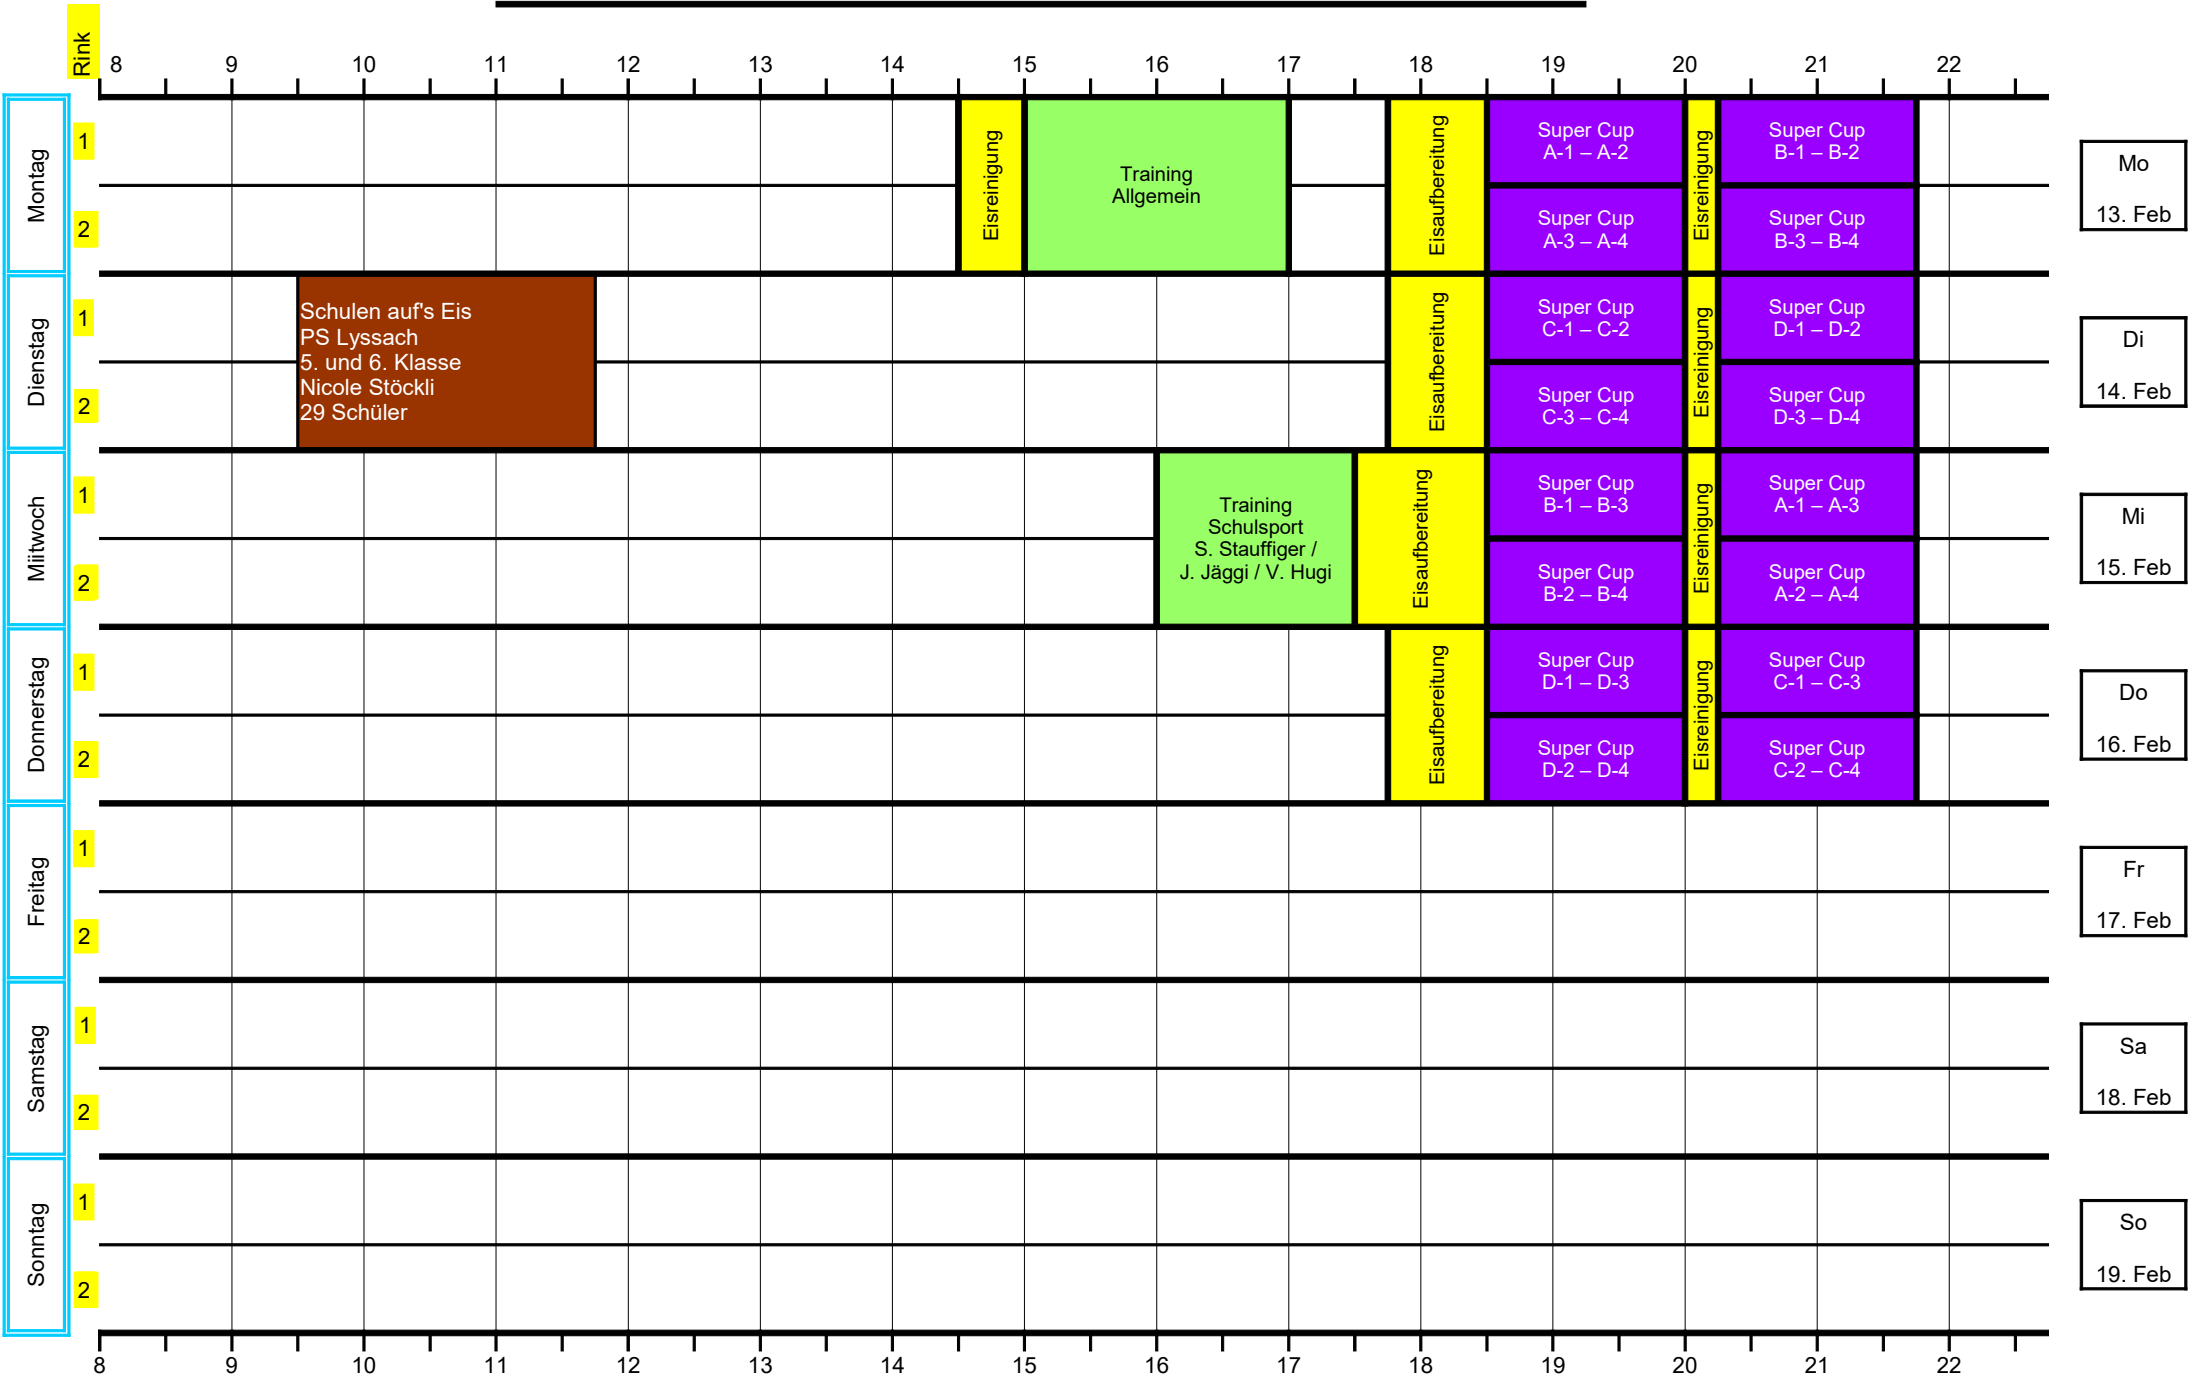 Rink
8 9 10 11 12 13 14 15 16 17 18 19 20 21 22
Montag
1
2
Eisreinigung
Training
Allgemein
Eisaufbereitung
Super Cup
A-1 – A-2
Super Cup
A-3 – A-4
Eisreinigung
Super Cup
B-1 – B-2
Super Cup
B-3 – B-4
Mo
13. Feb
Dienstag
1
2
Schulen auf's Eis
PS Lyssach
5. und 6. Klasse
Nicole Stöckli
29 Schüler
Eisaufbereitung
Super Cup
C-1 – C-2
Super Cup
C-3 – C-4
Eisreinigung
Super Cup
D-1 – D-2
Super Cup
D-3 – D-4
Di
14. Feb
Miitwoch
1
2
Training
Schulsport
S. Stauffiger /
J. Jäggi / V. Hugi
Eisaufbereitung
Super Cup
B-1 – B-3
Super Cup
B-2 – B-4
Eisreinigung
Super Cup
A-1 – A-3
Super Cup
A-2 – A-4
Mi
15. Feb
Donnerstag
1
2
Eisaufbereitung
Super Cup
D-1 – D-3
Super Cup
D-2 – D-4
Eisreinigung
Super Cup
C-1 – C-3
Super Cup
C-2 – C-4
Do
16. Feb
Freitag
1
2
Fr
17. Feb
Samstag
1
2
Sa
18. Feb
Sonntag
1
2
So
19. Feb
8 9 10 11 12 13 14 15 16 17 18 19 20 21 22